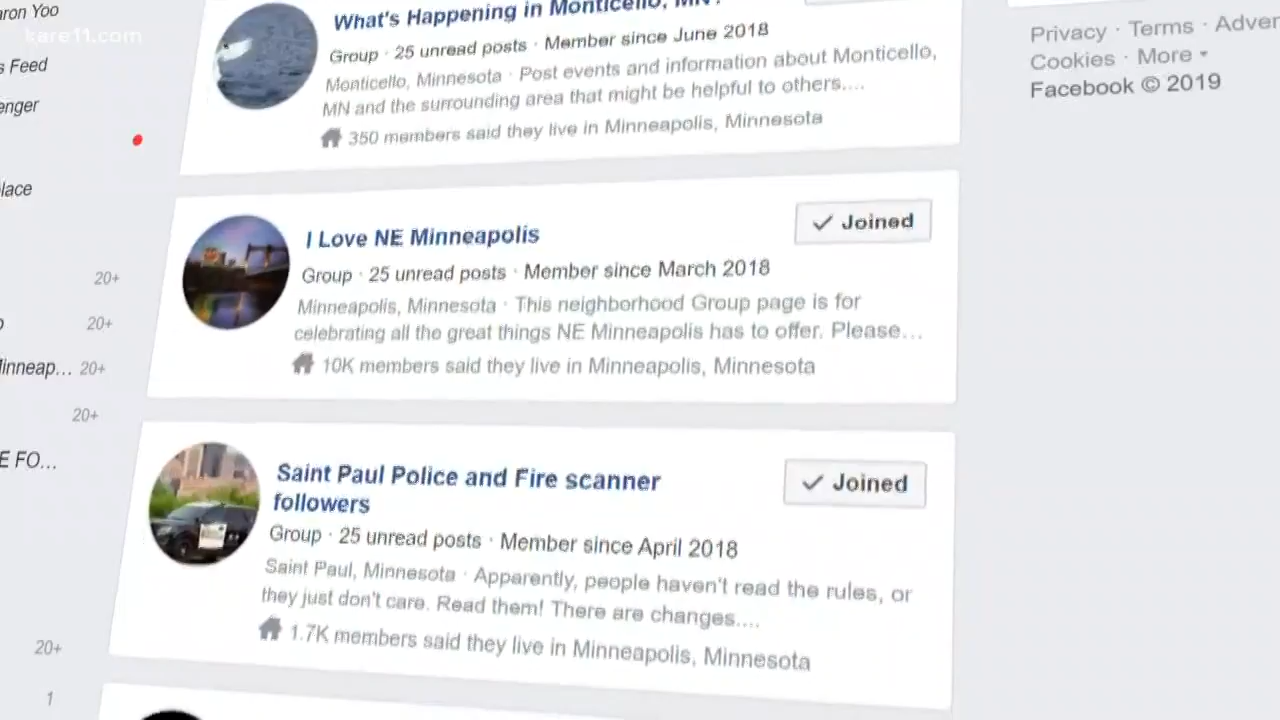 aron Yoo
kare11.com
s Feed
enger
lace
20+
20+
Minneap... 20+
20+
E FO...
20+
1
What's Happening in Monticello, MN?
Group · 25 unread posts · Member since June 2018
Monticello, Minnesota · Post events and information about Monticello,
MN and the surrounding area that might be helpful to others....
350 members said they live in Minneapolis, Minnesota
I Love NE Minneapolis
Joined
Group · 25 unread posts · Member since March 2018
Minneapolis, Minnesota · This neighborhood Group page is for
celebrating all the great things NE Minneapolis has to offer. Please...
10K members said they live in Minneapolis, Minnesota
Saint Paul Police and Fire scanner
followers
Joined
Group · 25 unread posts · Member since April 2018
Saint Paul, Minnesota · Apparently, people haven't read the rules, or
they just don't care. Read them! There are changes....
1.7K members said they live in Minneapolis, Minnesota
Privacy · Terms · Adver
Cookies · More
Facebook © 2019